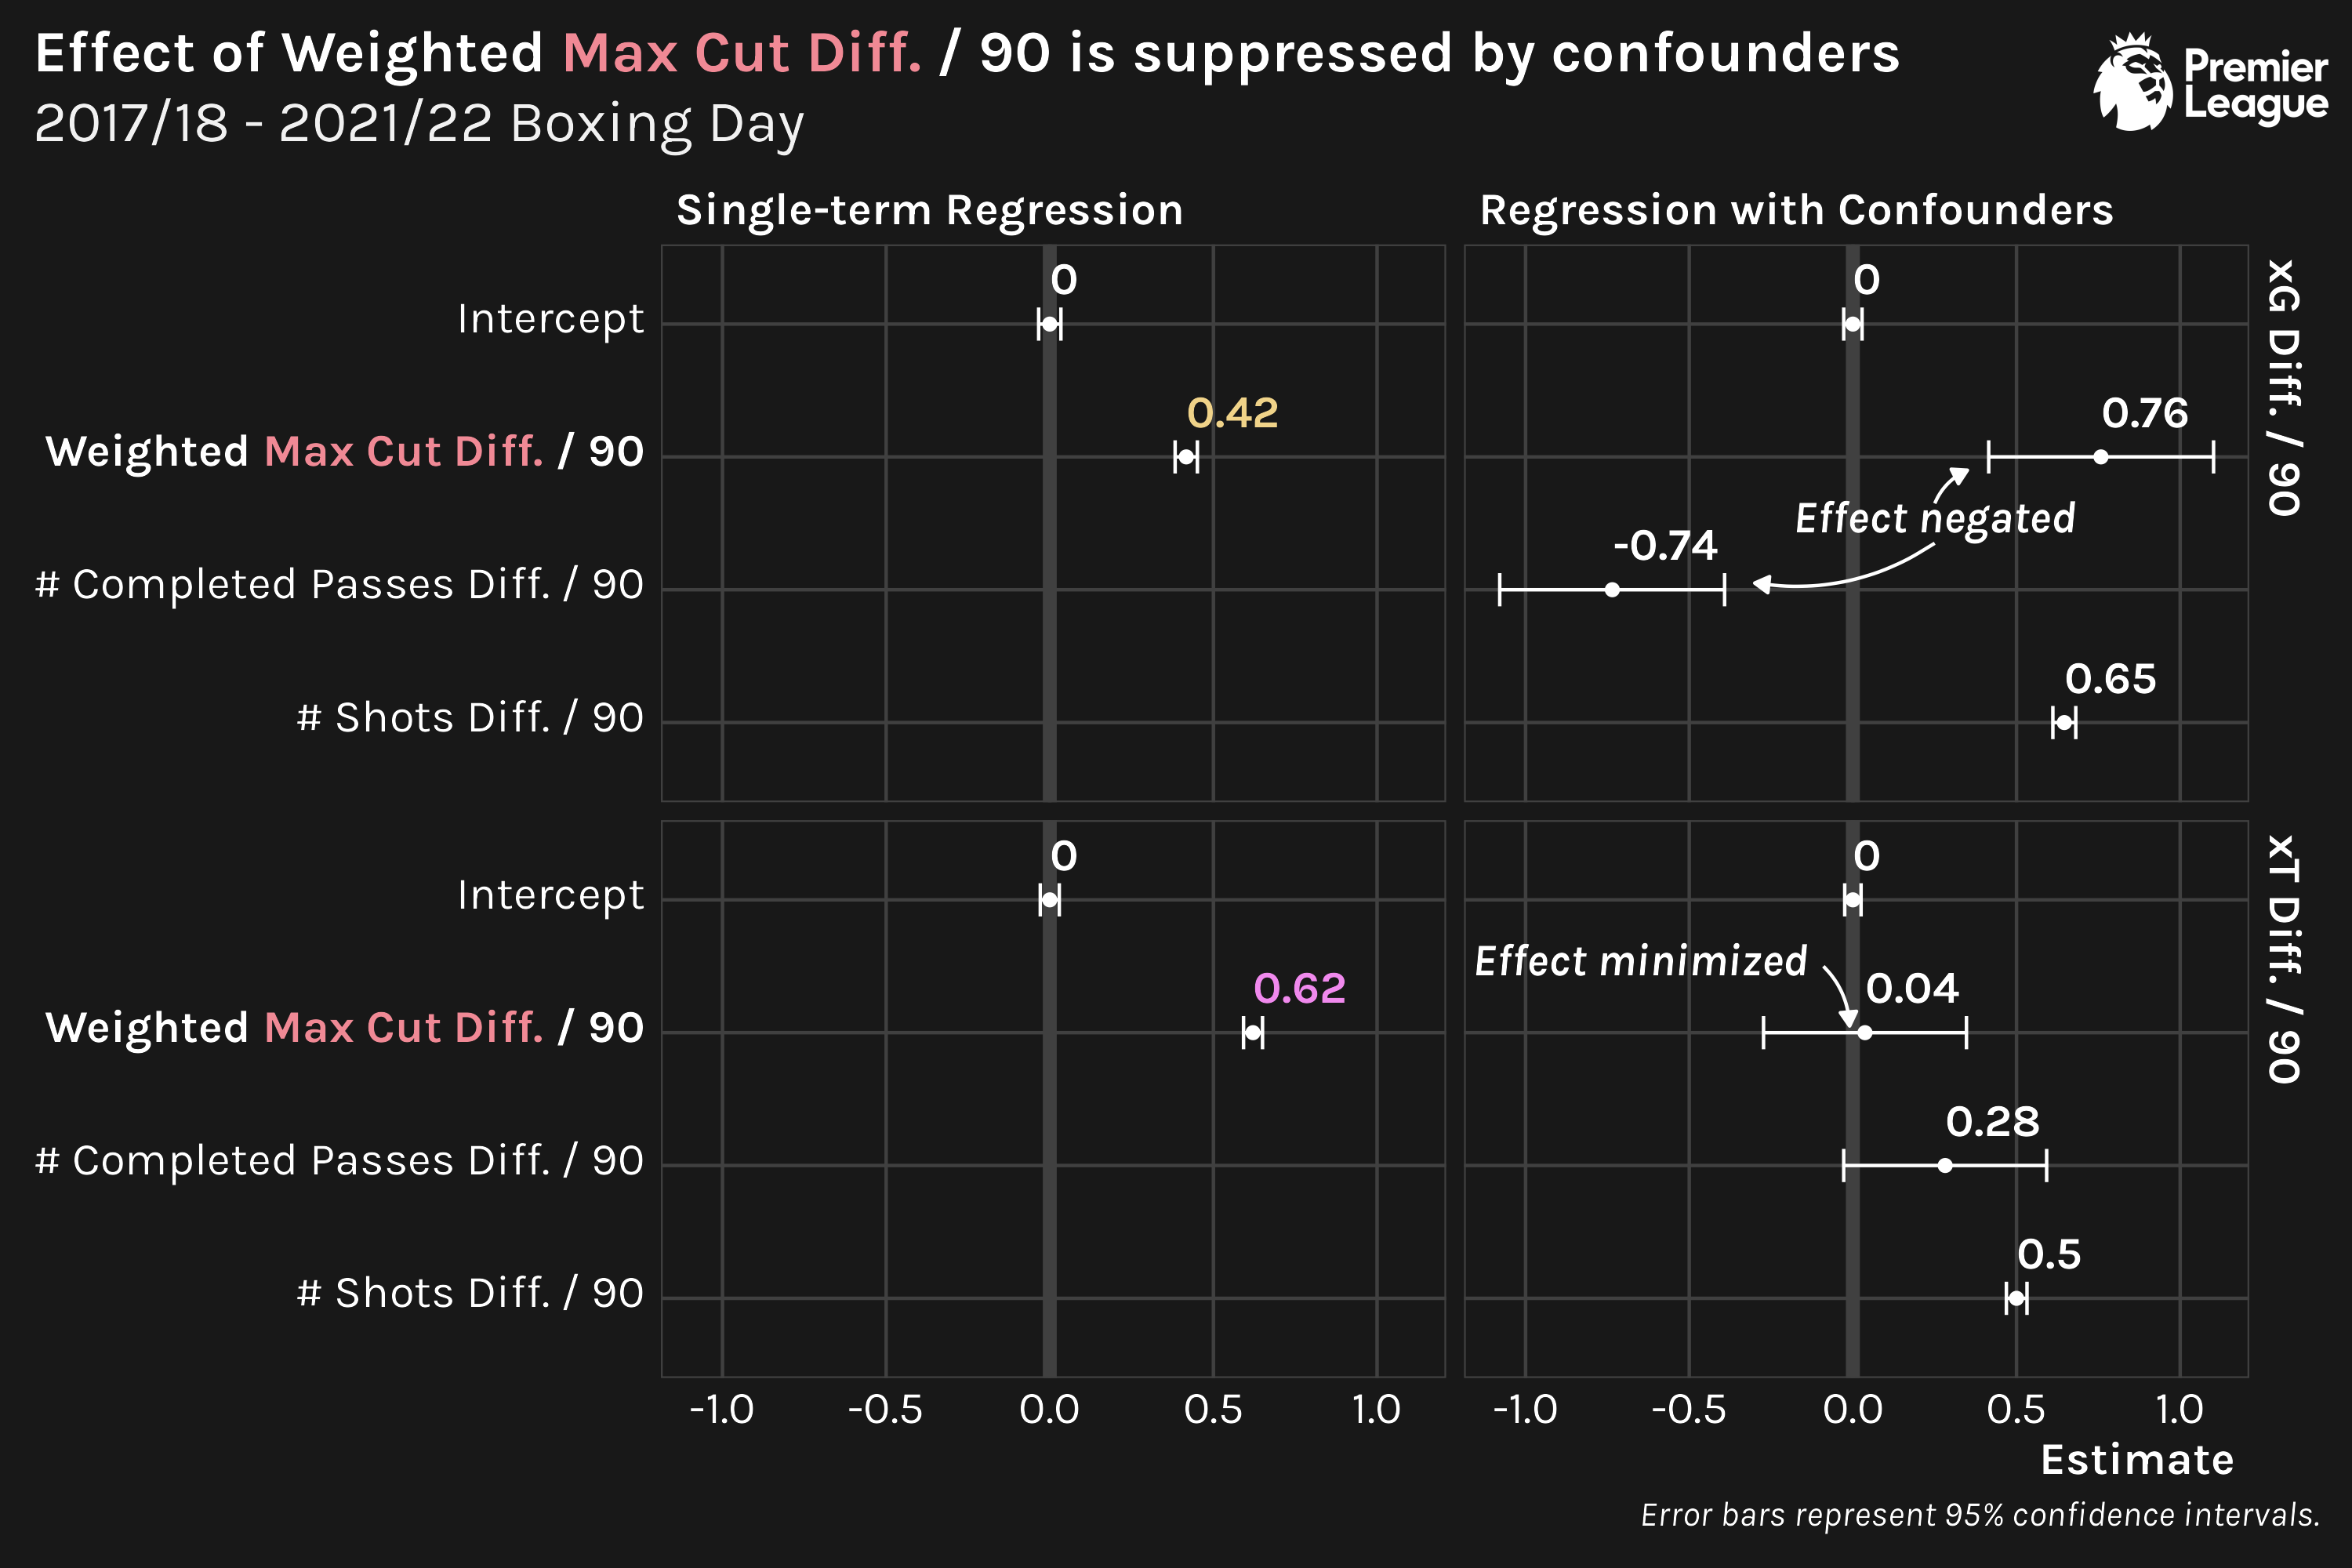 Effect of Weighted Max Cut Diff. / 90 is suppressed by confounders
2017/18 - 2021/22 Boxing Day
Premier
League
Single-term Regression
Regression with Confounders
xG Diff. / 90
Intercept
0
0
Weighted Max Cut Diff. / 90
0.42
0.76
Effect negated
# Completed Passes Diff. / 90
-0.74
# Shots Diff. / 90
0.65
xT Diff. / 90
Intercept
0
0
Effect minimized
Weighted Max Cut Diff. / 90
0.62
0.04
# Completed Passes Diff. / 90
0.28
# Shots Diff. / 90
0.5
-1.0 -0.5 0.0 0.5 1.0
-1.0 -0.5 0.0 0.5 1.0
Estimate
Error bars represent 95% confidence intervals.